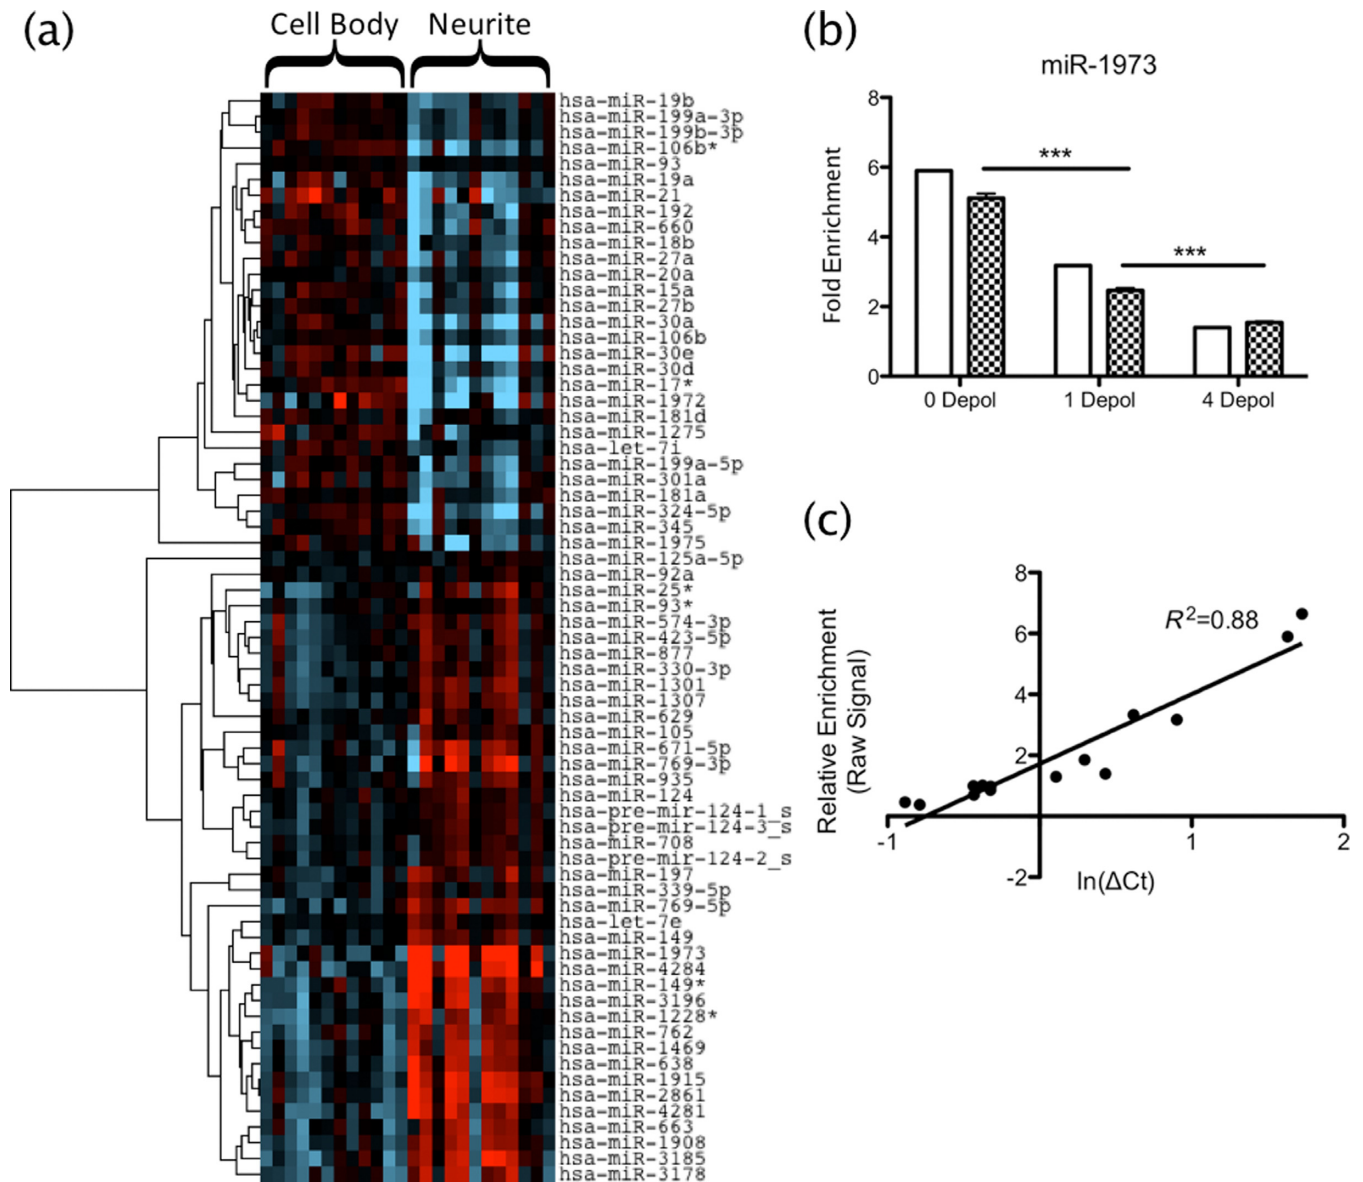 (a)
Cell Body
Neurite
hsa-miR-19b
hsa-miR-199a-3p
hsa-miR-199b-3p
hsa-miR-106b*
hsa-miR-93
hsa-miR-19a
hsa-miR-21
hsa-miR-192
hsa-miR-660
hsa-miR-18b
hsa-miR-27a
hsa-miR-20a
hsa-miR-15a
hsa-miR-27b
hsa-miR-30a
hsa-miR-106b
hsa-miR-30e
hsa-miR-30d
hsa-miR-17*
hsa-miR-1972
hsa-miR-181d
hsa-miR-1275
hsa-let-7i
hsa-miR-199a-5p
hsa-miR-301a
hsa-miR-181a
hsa-miR-324-5p
hsa-miR-345
hsa-miR-1975
hsa-miR-125a-5p
hsa-miR-92a
hsa-miR-25*
hsa-miR-93*
hsa-miR-574-3p
hsa-miR-423-5p
hsa-miR-877
hsa-miR-330-3p
hsa-miR-1301
hsa-miR-1307
hsa-miR-629
hsa-miR-105
hsa-miR-671-5p
hsa-miR-769-3p
hsa-miR-935
hsa-miR-124
hsa-pre-mir-124-1_s
hsa-pre-mir-124-3_s
hsa-miR-708
hsa-pre-mir-124-2_s
hsa-miR-197
hsa-miR-339-5p
hsa-miR-769-5p
hsa-let-7e
hsa-miR-149
hsa-miR-1973
hsa-miR-4284
hsa-miR-149*
hsa-miR-3196
hsa-miR-1228*
hsa-miR-762
hsa-miR-1469
hsa-miR-638
hsa-miR-1915
hsa-miR-2861
hsa-miR-4281
hsa-miR-663
hsa-miR-1908
hsa-miR-3185
hsa-miR-3178
(b)
miR-1973
Fold Enrichment
8
6
4
2
0
***
***
0 Depol
1 Depol
4 Depol
(c)
Relative Enrichment
(Raw Signal)
8
6
4
2
-2
R²=0.88
-1
1
2
ln(ΔCt)